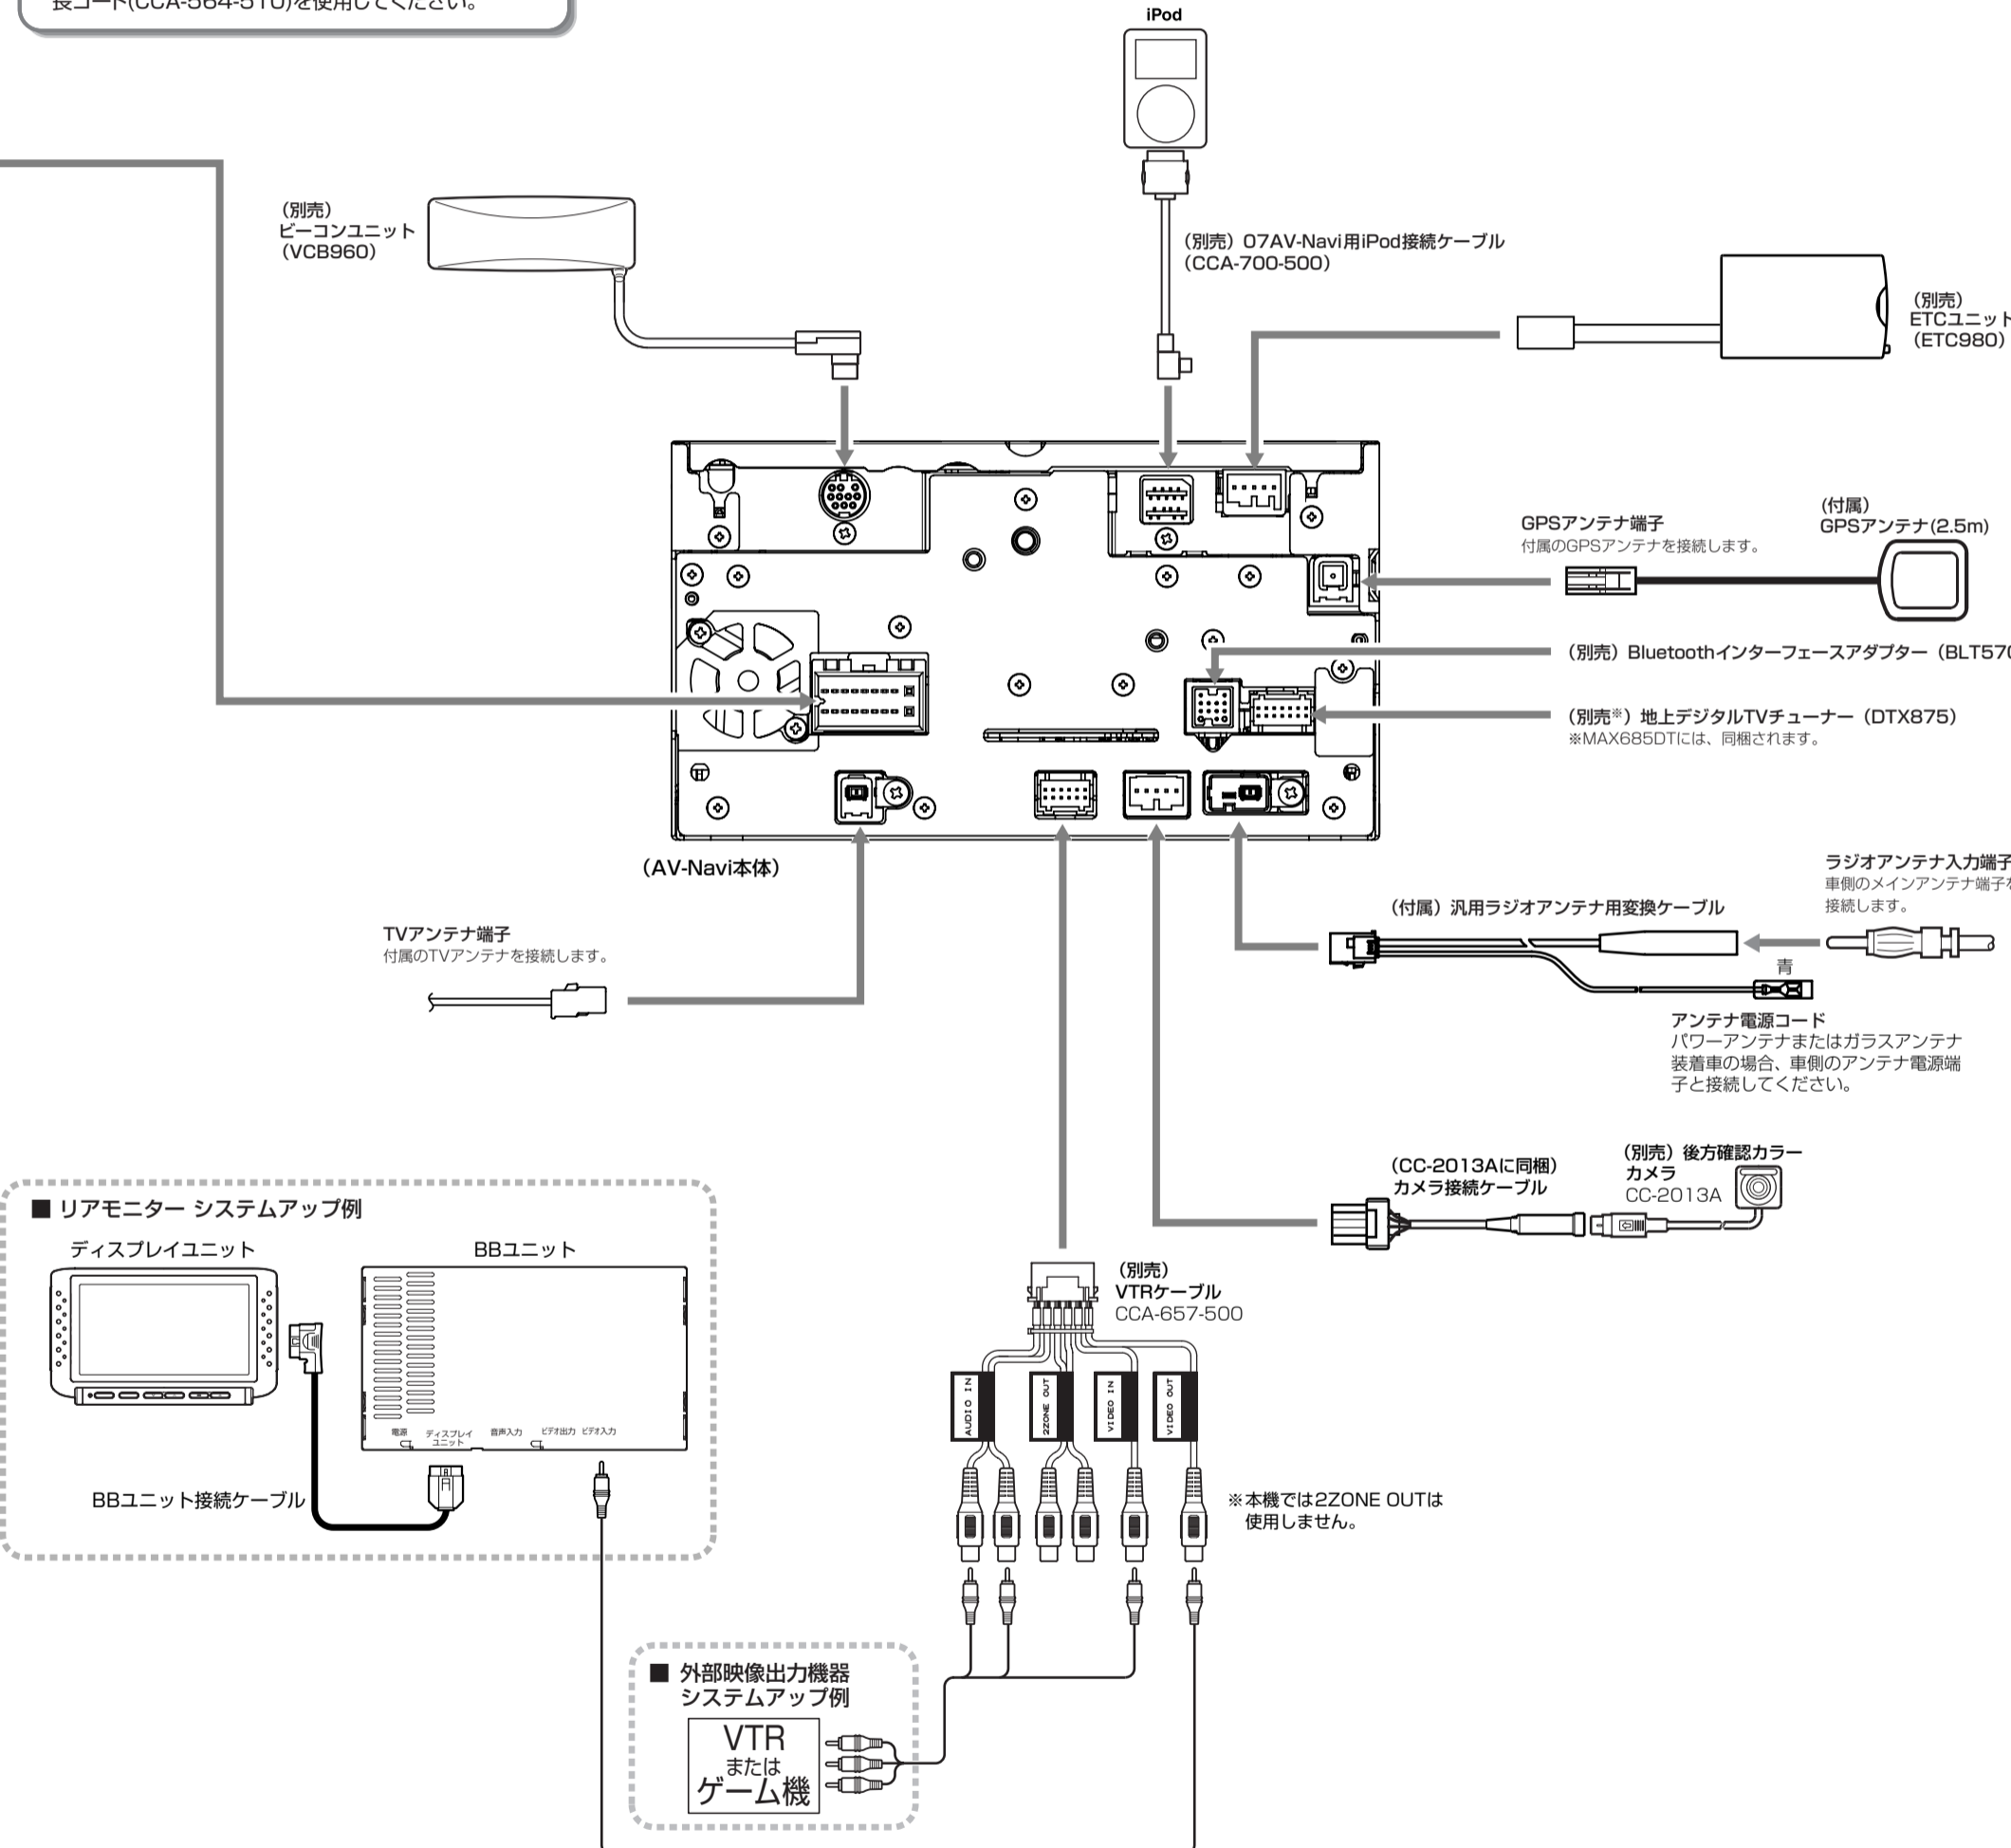 長コード(CCA-564-510)を使用してください。
iPod
(別売)
ビーコンユニット
(VCB960)
(別売) 07AV-Navi用iPod接続ケーブル
(CCA-700-500)
(別売)
ETCユニット
(ETC980)
GPSアンテナ端子
付属のGPSアンテナを接続します。
(付属)
GPSアンテナ(2.5m)
(別売) Bluetoothインターフェースアダプター (BLT570
(別売※) 地上デジタルTVチューナー (DTX875)
※MAX685DTには、同梱されます。
(AV-Navi本体)
TVアンテナ端子
付属のTVアンテナを接続します。
ラジオアンテナ入力端子
車側のメインアンテナ端子を
接続します。
(付属) 汎用ラジオアンテナ用変換ケーブル
青
アンテナ電源コード
パワーアンテナまたはガラスアンテナ
装着車の場合、車側のアンテナ電源端
子と接続してください。
(CC-2013Aに同梱)
カメラ接続ケーブル
(別売) 後方確認カラー
カメラ
CC-2013A
■ リアモニター システムアップ例
ディスプレイユニット
BBユニット
電源
ディスプレイ
ユニット
音声入力
ビデオ出力
ビデオ入力
BBユニット接続ケーブル
(別売)
VTRケーブル
CCA-657-500
AUDIO IN
2ZONE OUT
VIDEO IN
VIDEO OUT
※本機では2ZONE OUTは
使用しません。
■ 外部映像出力機器
システムアップ例
VTR
または
ゲーム機